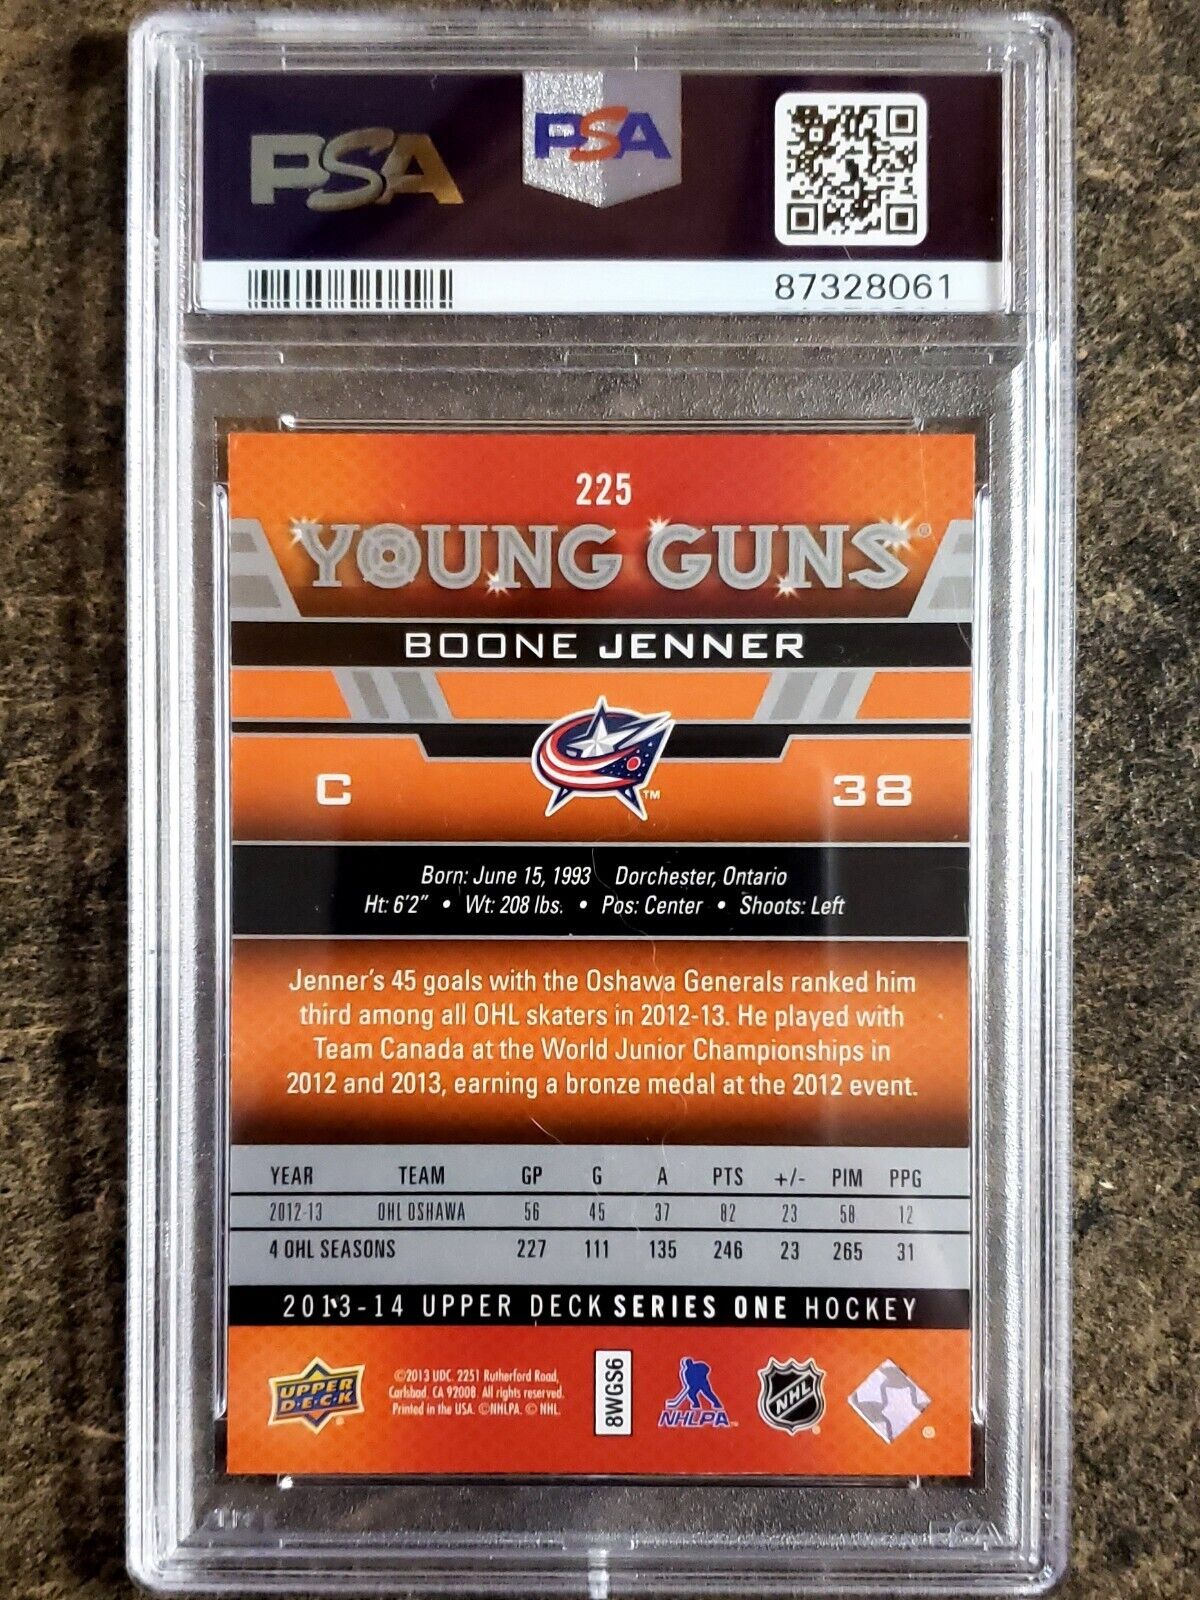 PSA
PSA
87328061
225
YOUNG GUNS®
BOONE JENNER
C
™
38
Born: June 15, 1993 Dorchester, Ontario
Ht: 6'2" • Wt: 208 lbs. • Pos: Center • Shoots: Left
Jenner's 45 goals with the Oshawa Generals ranked him
third among all OHL skaters in 2012-13. He played with
Team Canada at the World Junior Championships in
2012 and 2013, earning a bronze medal at the 2012 event.
YEAR TEAM GP G A PTS +/- PIM PPG
2012-13 OHL OSHAWA 56 45 37 82 23 58 12
4 OHL SEASONS 227 111 135 246 23 265 31
2013-14 UPPER DECK SERIES ONE HOCKEY
UPPER
DECK
®
©2013 UDC. 2251 Rutherford Road,
Carlsbad, CA 92008. All rights reserved.
Printed in the USA. ©NHLPA. © NHL.
8WGS6
NHLPA™
NHL
®
®
PSA